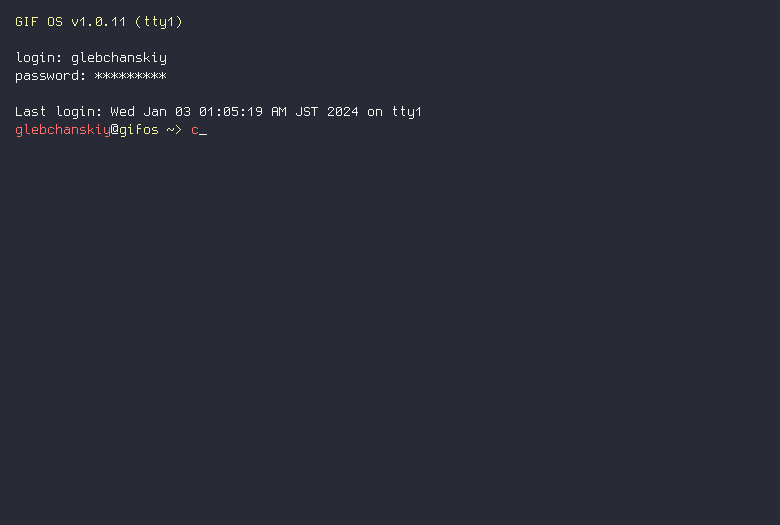 GIF OS v1.0.11 (tty1)
login: glebchanskiy
password: *********
Last login: Wed Jan 03 01:05:19 AM JST 2024 on tty1
glebchanskiy@gifos ~> c_